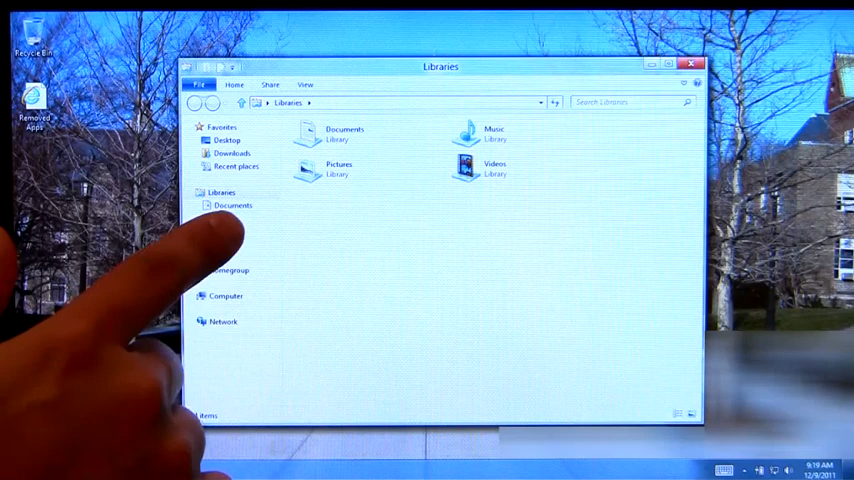 Recycle Bin
Removed
Apps
Libraries
File Home Share View
Libraries
Search Libraries
Favorites
Desktop
Downloads
Recent places
Libraries
Documents
omegroup
Computer
Network
Documents
Library
Music
Library
Pictures
Library
Videos
Library
items
9:19 AM
12/9/2011